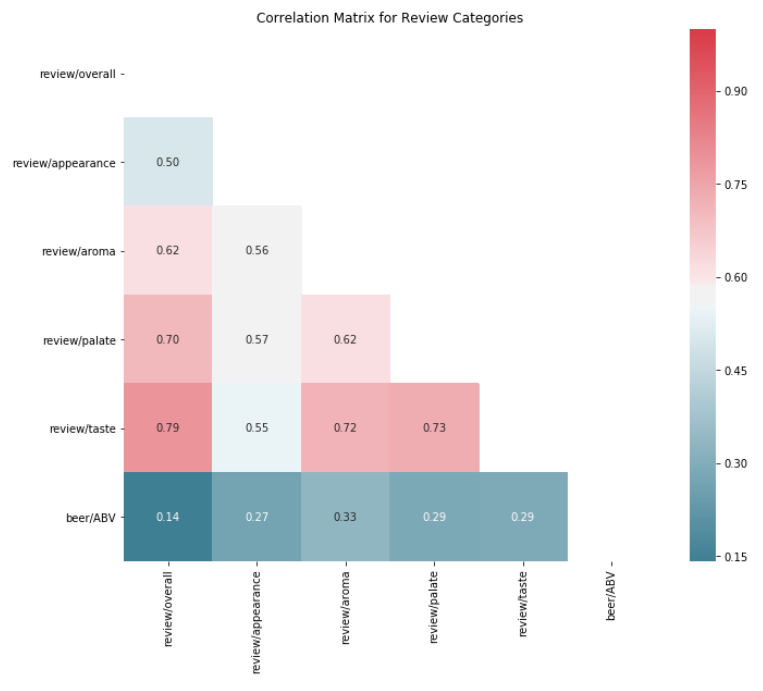 Correlation Matrix for Review Categories
review/overall
review/appearance
0.50
review/aroma
0.62 0.56
review/palate
0.70 0.57 0.62
review/taste
0.79 0.55 0.72 0.73
beer/ABV
0.14 0.27 0.33 0.29 0.29
review/overall
review/appearance
review/aroma
review/palate
review/taste
beer/ABV
0.90
0.75
0.60
0.45
0.30
0.15